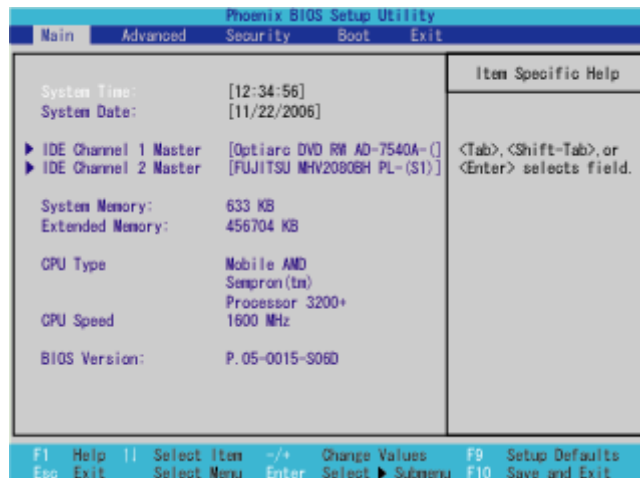 Phoenix BIOS Setup Utility
Main Advanced Security Boot Exit
Item Specific Help
System Time: [12:34:56]
System Date: [11/22/2006]
▶ IDE Channel 1 Master [Optiarc DVD RW AD-7540A-(]
▶ IDE Channel 2 Master [FUJITSU MHV2080BH PL-(S1)]
<Tab>, <Shift-Tab>, or
<Enter> selects field.
System Memory: 633 KB
Extended Memory: 456704 KB
CPU Type Mobile AMD
Sempron(tm)
Processor 3200+
CPU Speed 1600 MHz
BIOS Version: P.05-0015-S06D
F1 Help ↑↓ Select Item -/+ Change Values F9 Setup Defaults
Esc Exit Select Menu Enter Select ▶ Submenu F10 Save and Exit